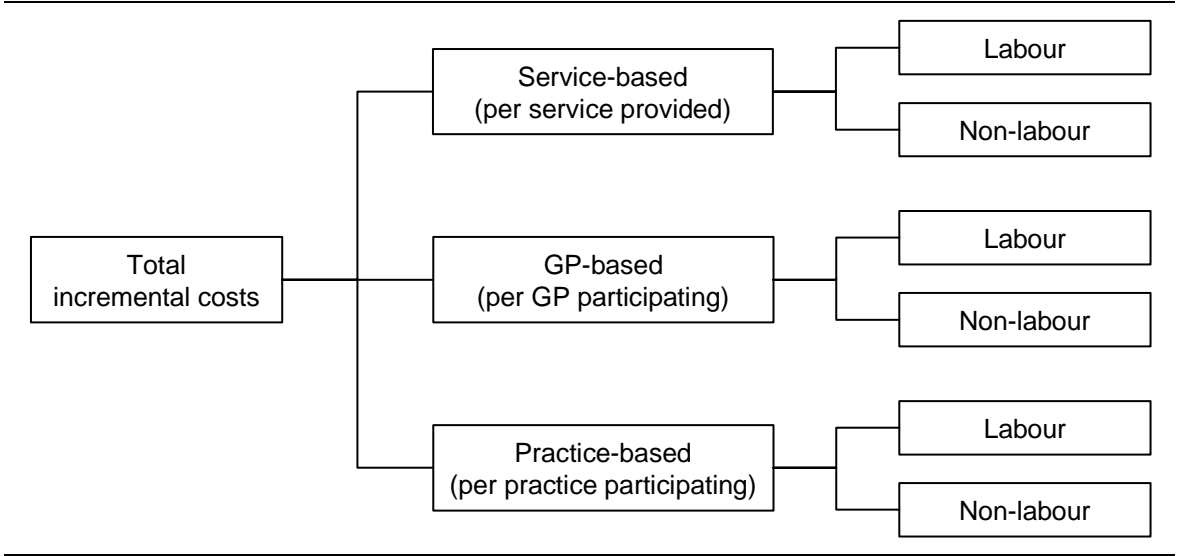 Total
incremental costs
Service-based
(per service provided)
Labour
Non-labour
GP-based
(per GP participating)
Labour
Non-labour
Practice-based
(per practice participating)
Labour
Non-labour